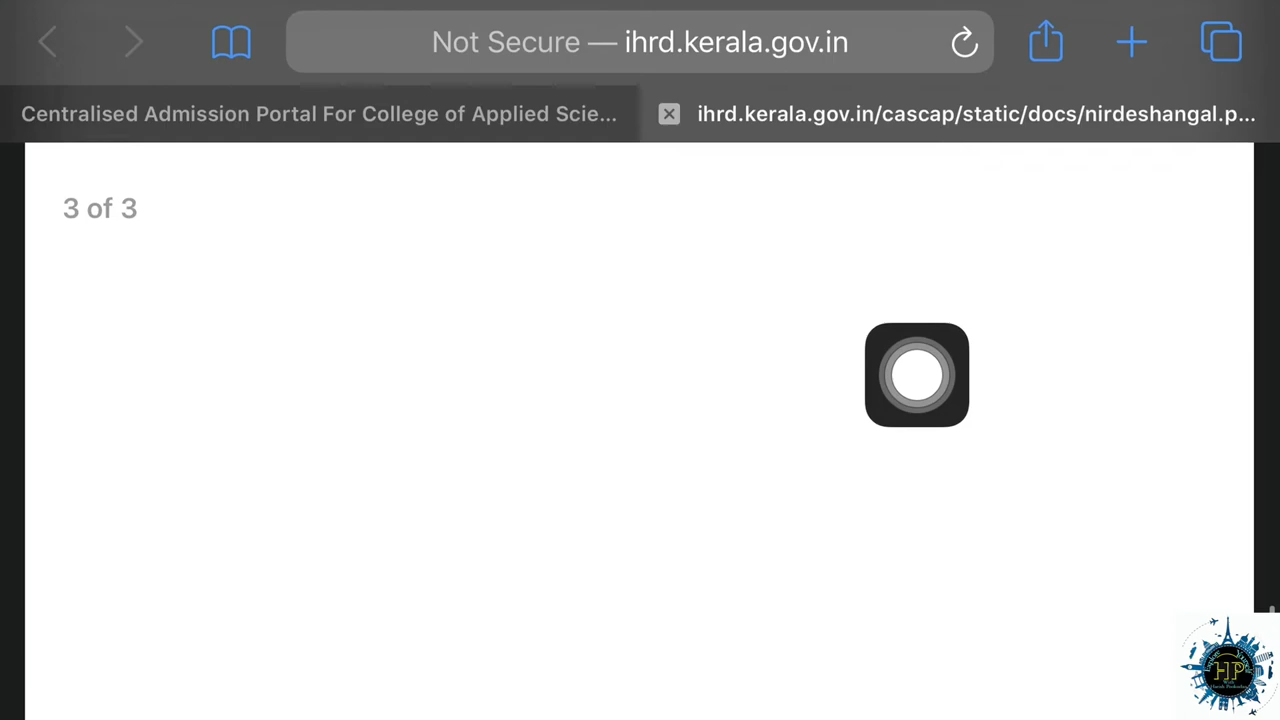 Not Secure — ihrd.kerala.gov.in
Centralised Admission Portal For College of Applied Scie...
ihrd.kerala.gov.in/cascap/static/docs/nirdeshangal.p...
3 of 3
HP